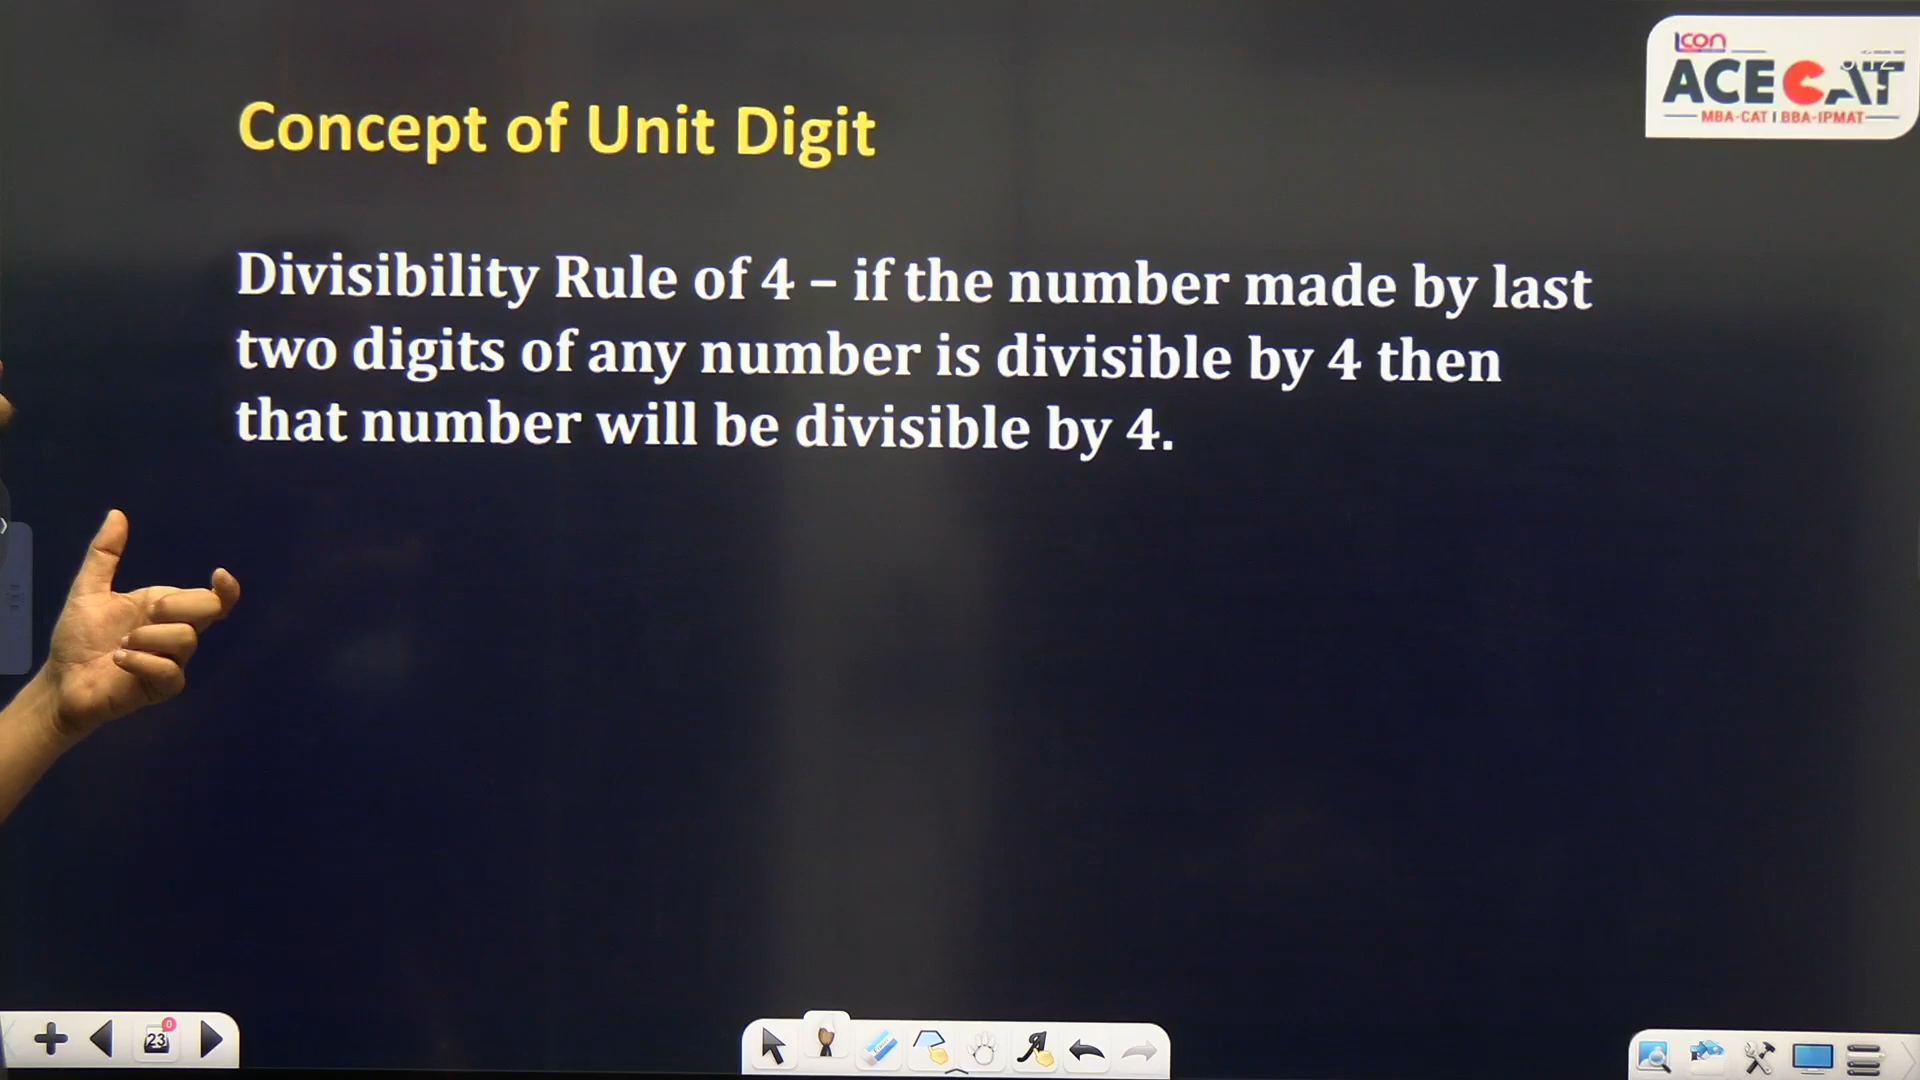 Icon
ACE CAT
MBA-CAT | BBA-IPMAT
Concept of Unit Digit
Divisibility Rule of 4 – if the number made by last
two digits of any number is divisible by 4 then
that number will be divisible by 4.
23
0